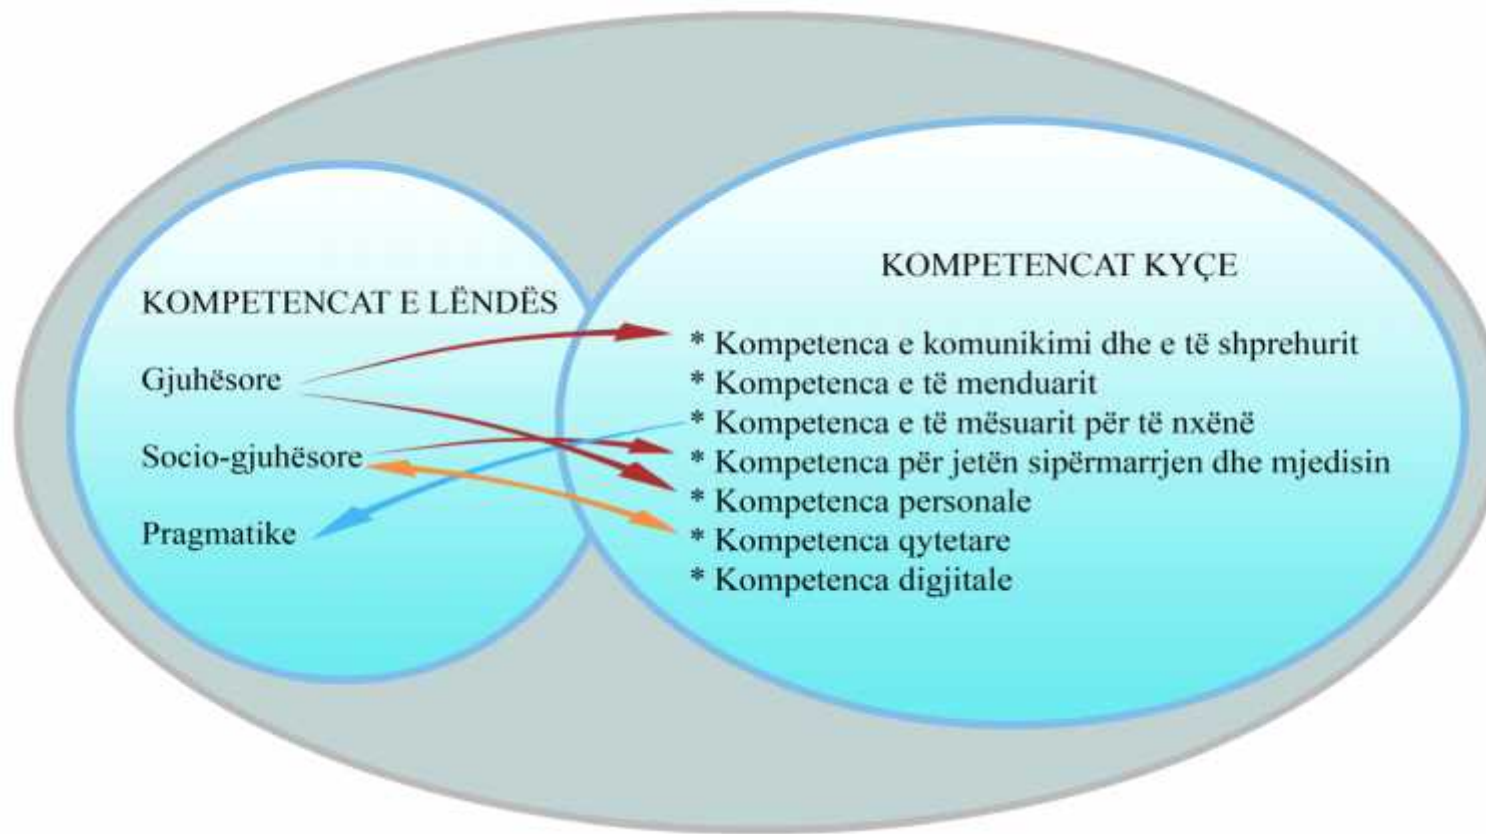 KOMPETENCAT E LËNDËS
Gjuhësore
Socio-gjuhësore
Pragmatike
KOMPETENCAT KYÇE
* Kompetenca e komunikimi dhe e të shprehurit
* Kompetenca e të menduarit
* Kompetenca e të mësuarit për të nxënë
* Kompetenca për jetën sipërmarrjen dhe mjedisin
* Kompetenca personale
* Kompetenca qytetare
* Kompetenca digjitale